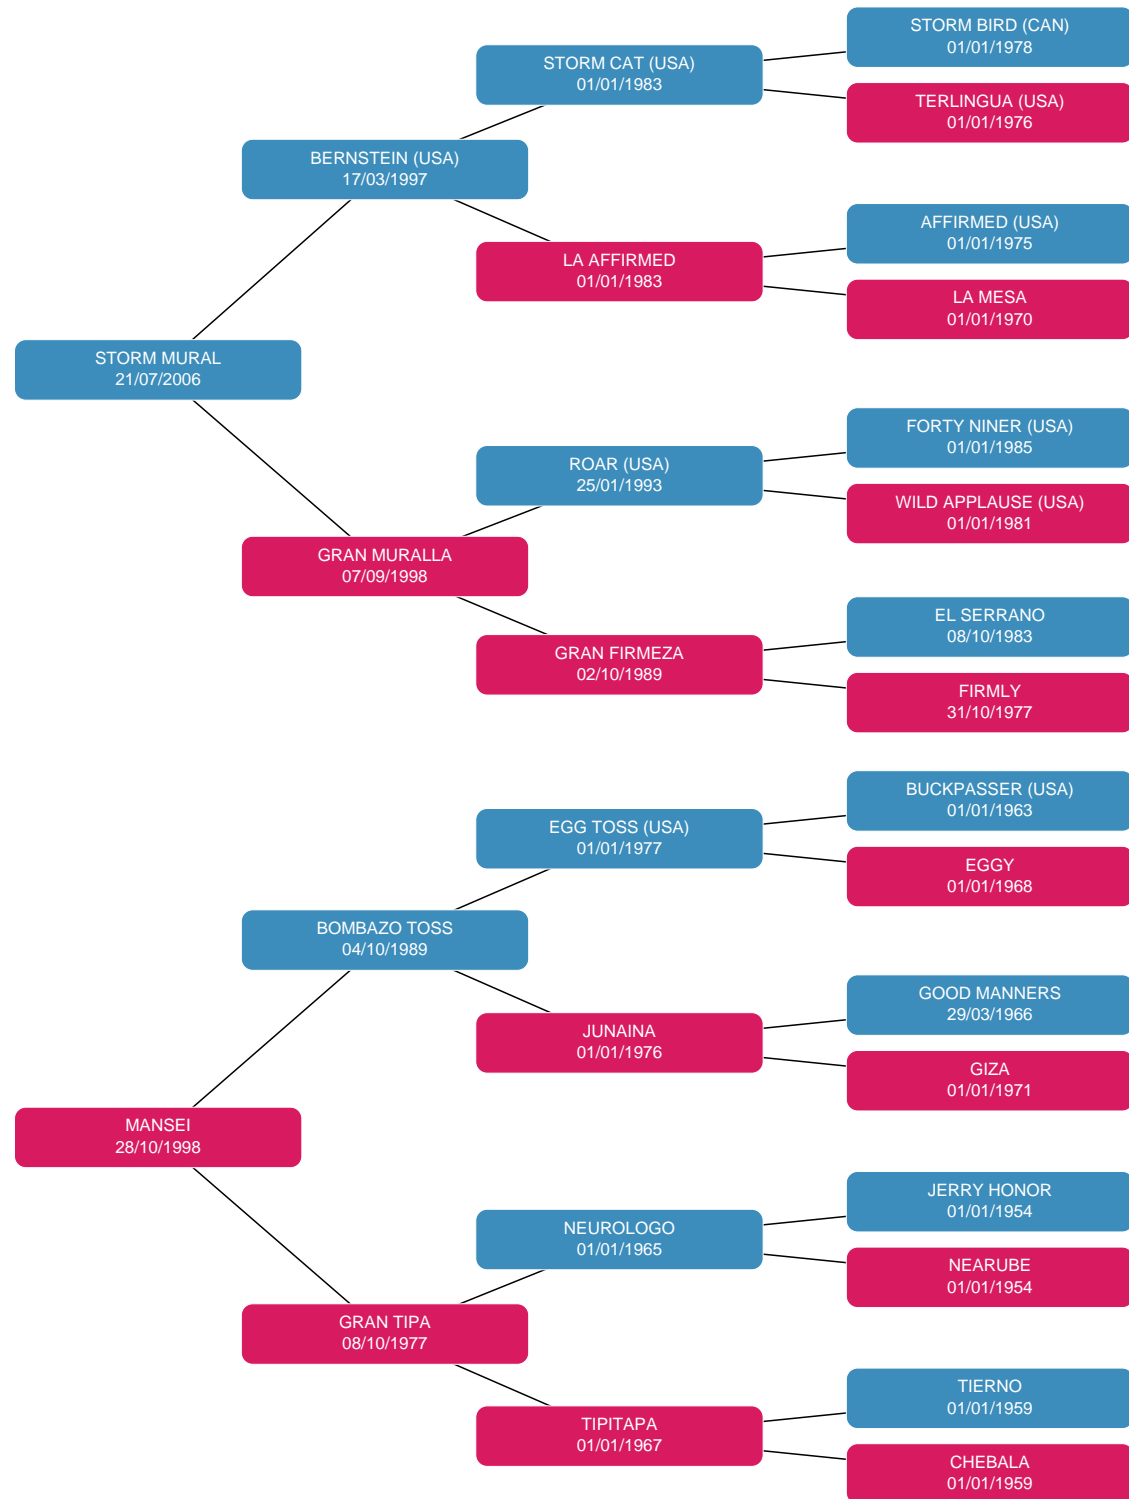 STORM BIRD (CAN)
01/01/1978
STORM CAT (USA)
01/01/1983
TERLINGUA (USA)
01/01/1976
BERNSTEIN (USA)
17/03/1997
AFFIRMED (USA)
01/01/1975
LA AFFIRMED
01/01/1983
LA MESA
01/01/1970
STORM MURAL
21/07/2006
FORTY NINER (USA)
01/01/1985
ROAR (USA)
25/01/1993
WILD APPLAUSE (USA)
01/01/1981
GRAN MURALLA
07/09/1998
EL SERRANO
08/10/1983
GRAN FIRMEZA
02/10/1989
FIRMLY
31/10/1977
BUCKPASSER (USA)
01/01/1963
EGG TOSS (USA)
01/01/1977
EGGY
01/01/1968
BOMBAZO TOSS
04/10/1989
GOOD MANNERS
29/03/1966
JUNAINA
01/01/1976
GIZA
01/01/1971
MANSEI
28/10/1998
JERRY HONOR
01/01/1954
NEUROLOGO
01/01/1965
NEARUBE
01/01/1954
GRAN TIPA
08/10/1977
TIERNO
01/01/1959
TIPITAPA
01/01/1967
CHEBALA
01/01/1959